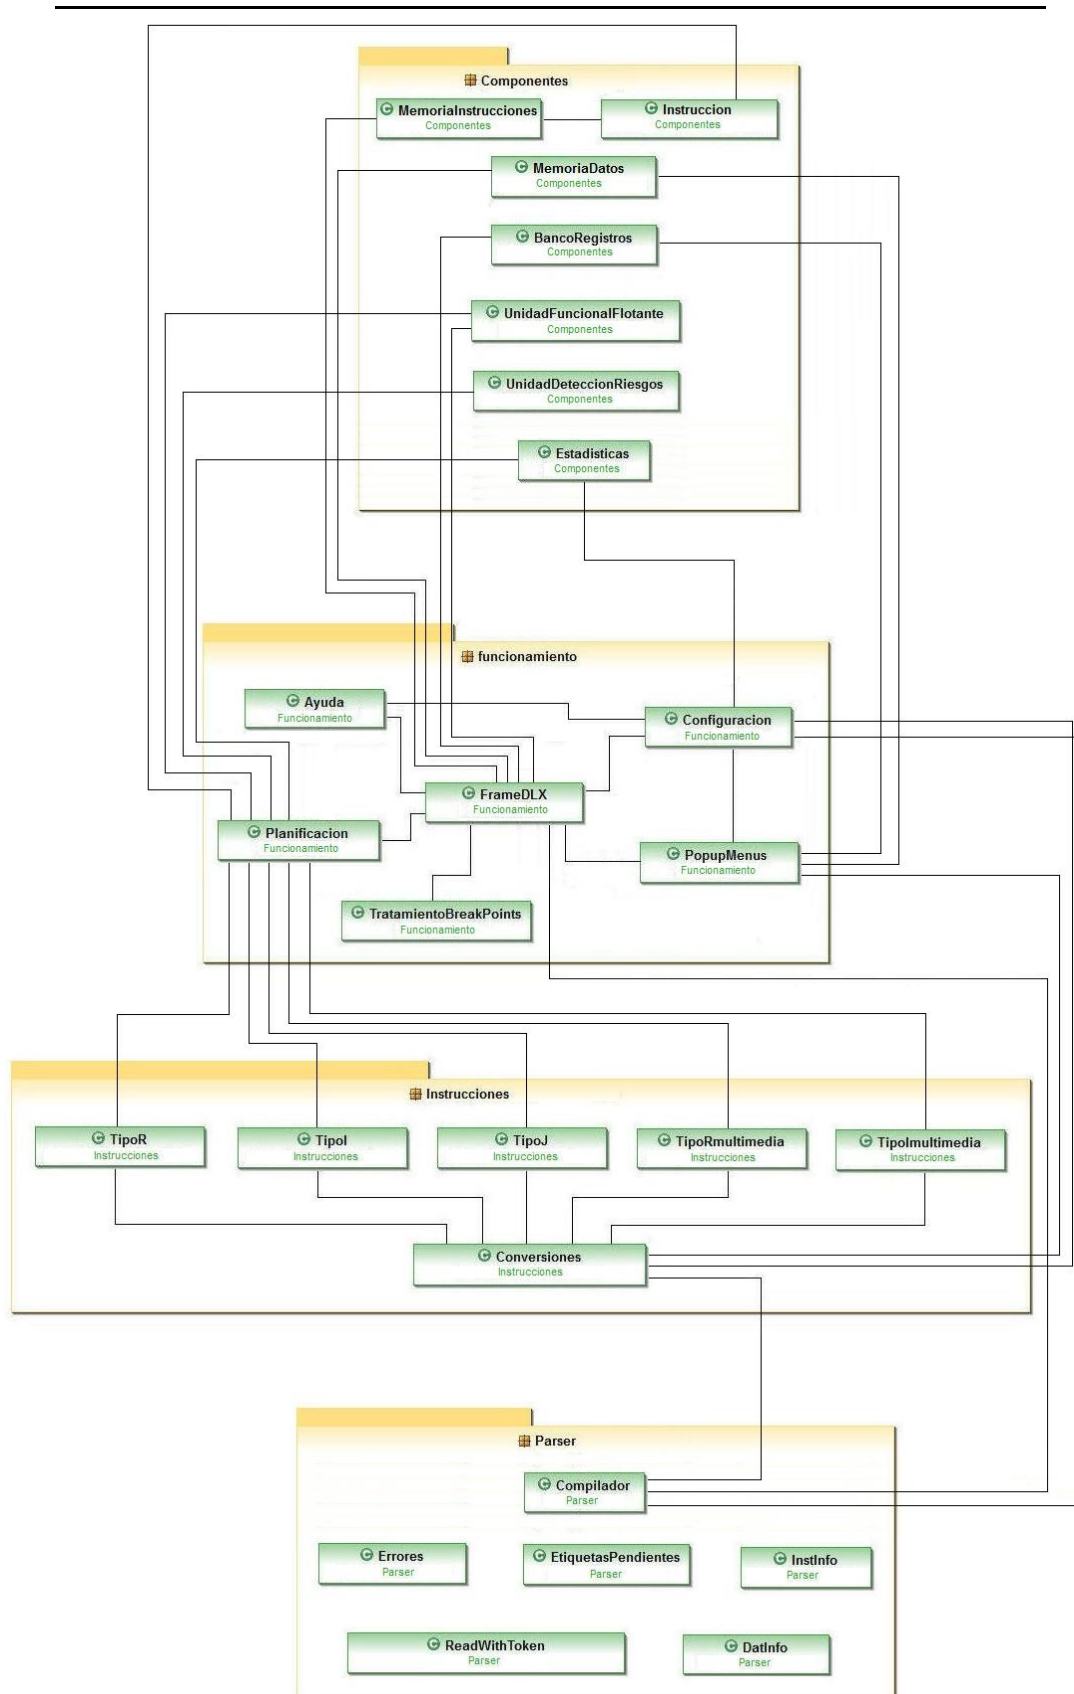 Componentes
MemoriaInstrucciones
Componentes
Instruccion
Componentes
MemoriaDatos
Componentes
BancoRegistros
Componentes
UnidadFuncionalFlotante
Componentes
UnidadDeteccionRiesgos
Componentes
Estadisticas
Componentes
funcionamiento
Ayuda
Funcionamiento
Configuracion
Funcionamiento
FrameDLX
Funcionamiento
Planificacion
Funcionamiento
PopupMenus
Funcionamiento
TratamientoBreakPoints
Funcionamiento
Instrucciones
TipoR
Instrucciones
TipoI
Instrucciones
TipoJ
Instrucciones
TipoRmultimedia
Instrucciones
TipoImultimedia
Instrucciones
Conversiones
Instrucciones
Parser
Compilador
Parser
Errores
Parser
EtiquetasPendientes
Parser
InstInfo
Parser
ReadWithToken
Parser
DatInfo
Parser